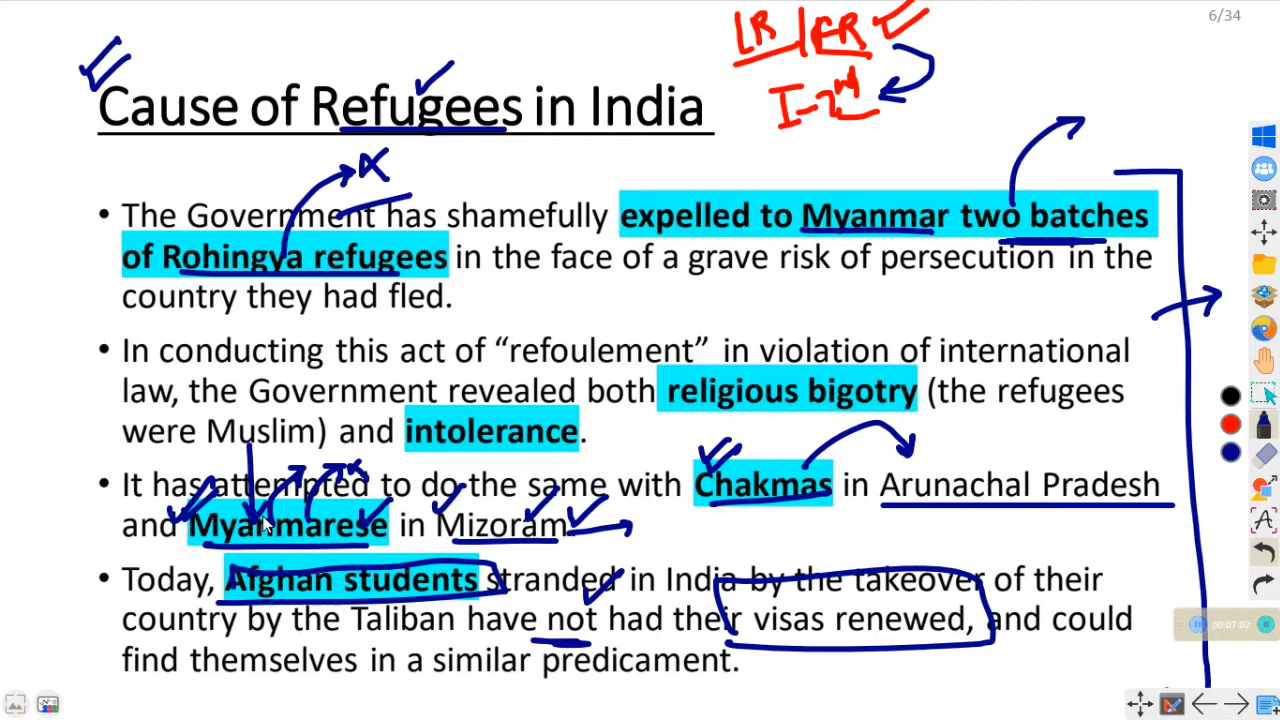 6/34
LR/FR
I-2nd
Cause of Refugees in India
• The Government has shamefully expelled to Myanmar two batches
of Rohingya refugees in the face of a grave risk of persecution in the
country they had fled.
• In conducting this act of “refoulement” in violation of international
law, the Government revealed both religious bigotry (the refugees
were Muslim) and intolerance.
• It has attempted to do the same with Chakmas in Arunachal Pradesh
and Myanmarese in Mizoram.
• Today, Afghan students stranded in India by the takeover of their
country by the Taliban have not had their visas renewed, and could
find themselves in a similar predicament.
00:07:02